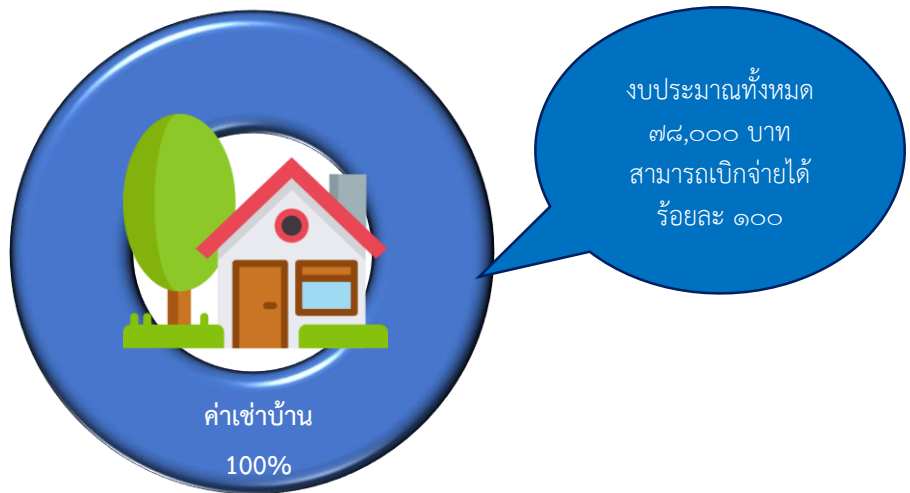 งบประมาณทั้งหมด
๗๘,๐๐๐ บาท
สามารถเบิกจ่ายได้
ร้อยละ ๑๐๐
ค่าเช่าบ้าน
100%